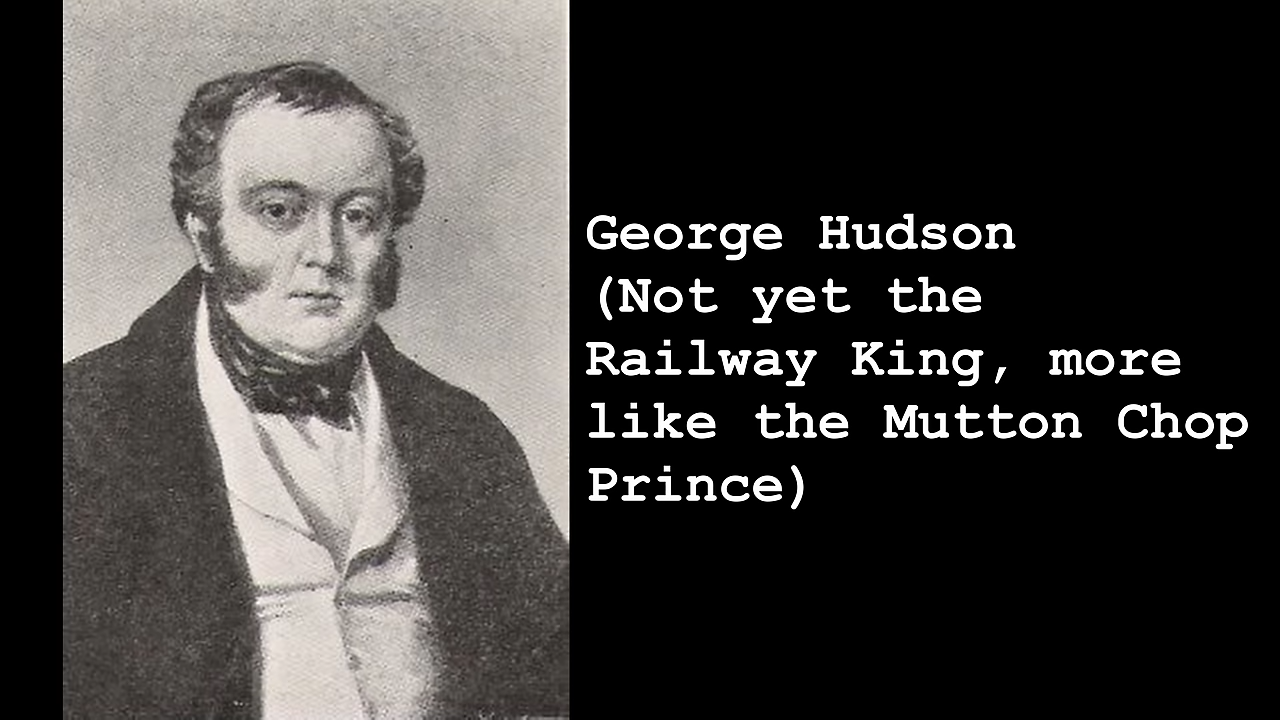 George Hudson
(Not yet the
Railway King, more
like the Mutton Chop
Prince)